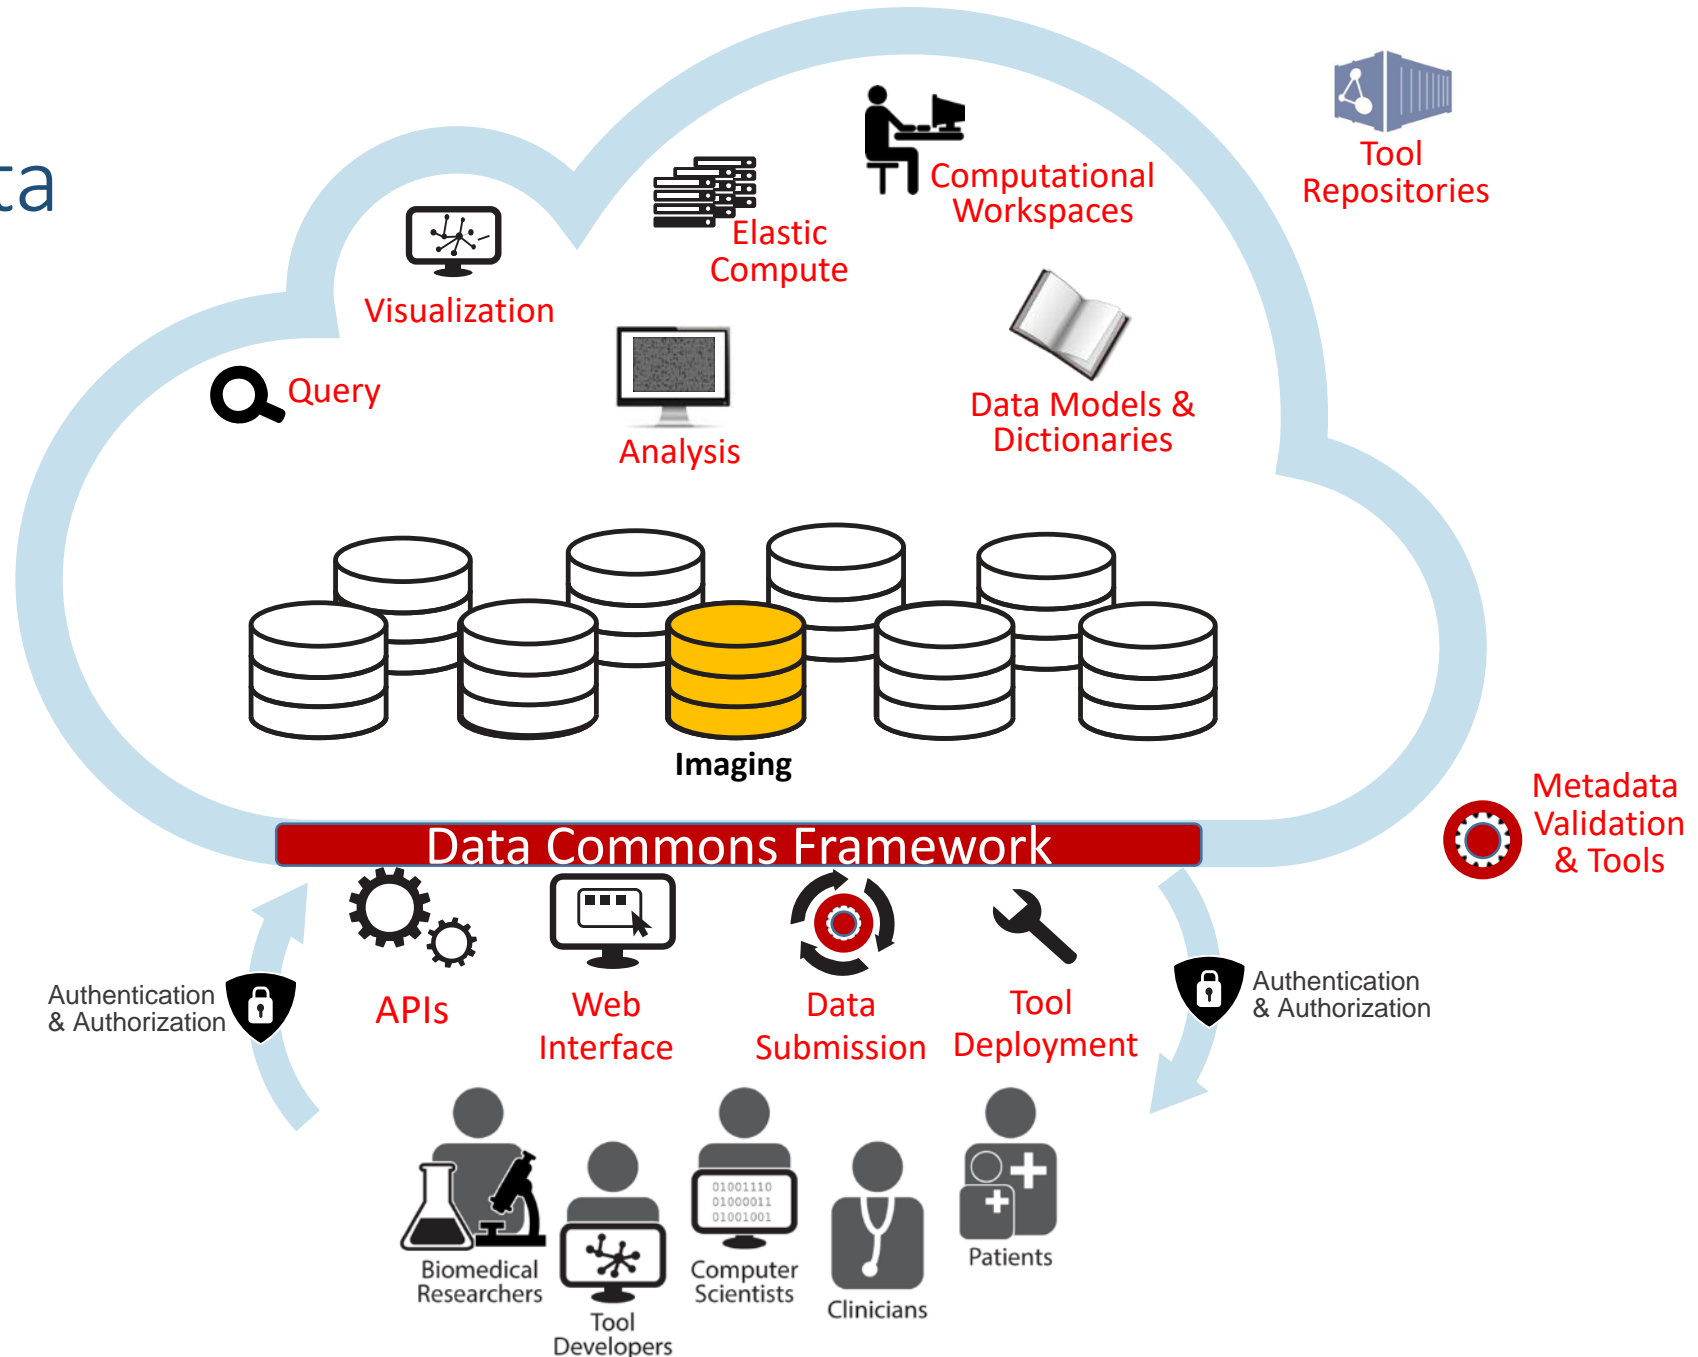 ta
Tool
Repositories
Computational
Workspaces
Elastic
Compute
Visualization
Query
Analysis
Data Models &
Dictionaries
Imaging
Metadata
Validation
& Tools
Data Commons Framework
Authentication
& Authorization
APIs
Web
Interface
Data
Submission
Tool
Deployment
Authentication
& Authorization
01001110
01000011
01001001
Biomedical
Researchers
Tool
Developers
Computer
Scientists
Clinicians
Patients